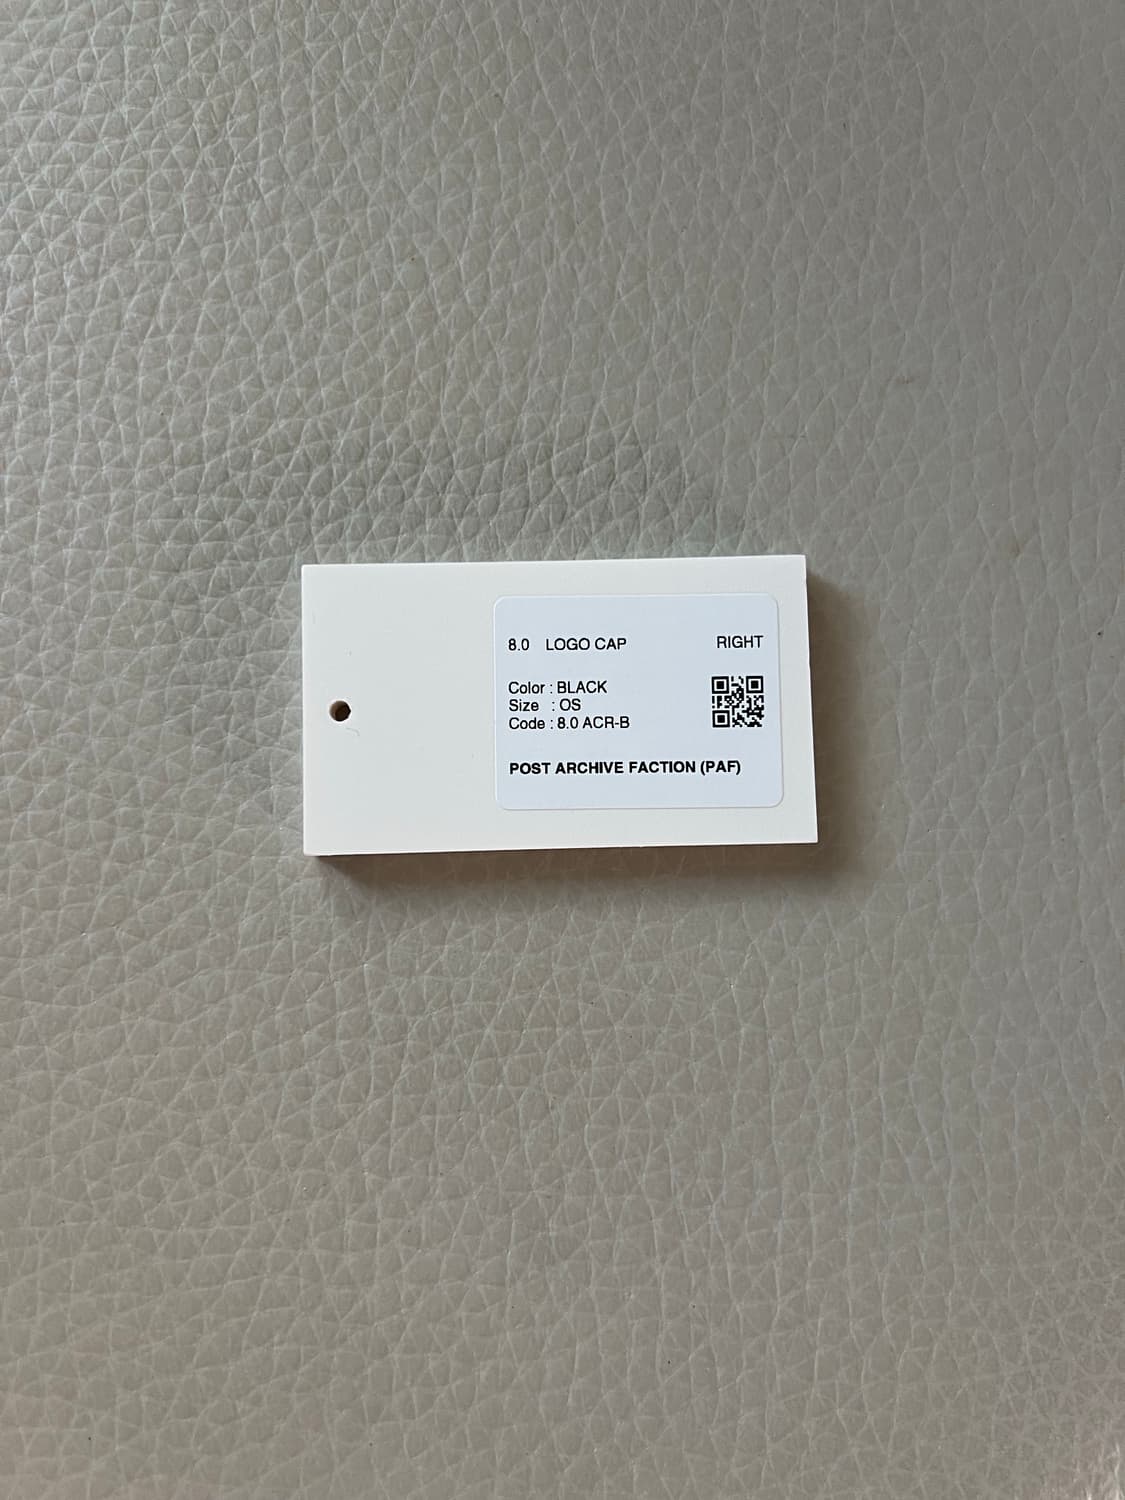 8.0 LOGO CAP RIGHT
Color : BLACK
Size : OS
Code : 8.0 ACR-B
POST ARCHIVE FACTION (PAF)